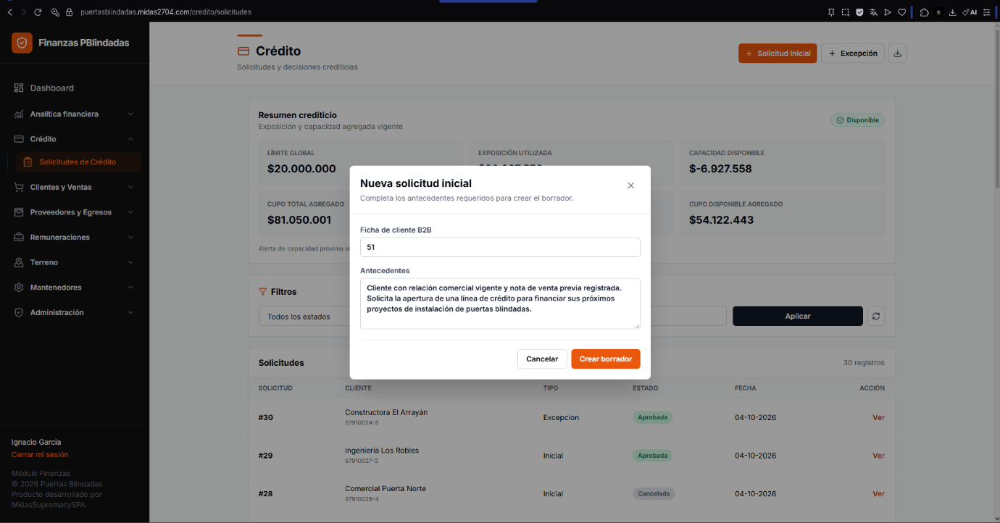 puertasblindadas.midas2704.com/credito/solicitudes
AI
Finanzas PBlindadas
Dashboard
Analítica financiera
Crédito
Solicitudes de Crédito
Clientes y Ventas
Proveedores y Egresos
Remuneraciones
Terreno
Mantenedores
Administración
Ignacio Garcia
Cerrar mi sesión
Módulo Finanzas
© 2026 Puertas Blindadas
Producto desarrollado por
MidasSupremacySPA
Crédito
Solicitudes y decisiones crediticias
+ Solicitud inicial
+ Excepción
Resumen crediticio
Exposición y capacidad agregada vigente
Disponible
LÍMITE GLOBAL
$20.000.000
EXPOSICIÓN UTILIZADA
CAPACIDAD DISPONIBLE
$-6.927.558
CUPO TOTAL AGREGADO
$81.050.001
CUPO DISPONIBLE AGREGADO
$54.122.443
Alerta de capacidad próxima
Nueva solicitud inicial
Completa los antecedentes requeridos para crear el borrador.
Ficha de cliente B2B
51
Antecedentes
Cliente con relación comercial vigente y nota de venta previa registrada.
Solicita la apertura de una línea de crédito para financiar sus próximos
proyectos de instalación de puertas blindadas.
Cancelar
Crear borrador
Filtros
Todos los estados
Aplicar
Solicitudes
30 registros
SOLICITUD CLIENTE TIPO ESTADO FECHA ACCIÓN
#30 Constructora El Arrayán Excepcion Aprobada 04-10-2026 Ver
97910024-8
#29 Ingeniería Los Robles Inicial Aprobada 04-10-2026 Ver
97910027-2
#28 Comercial Puerta Norte Inicial Cancelada 04-10-2026 Ver
97910026-4